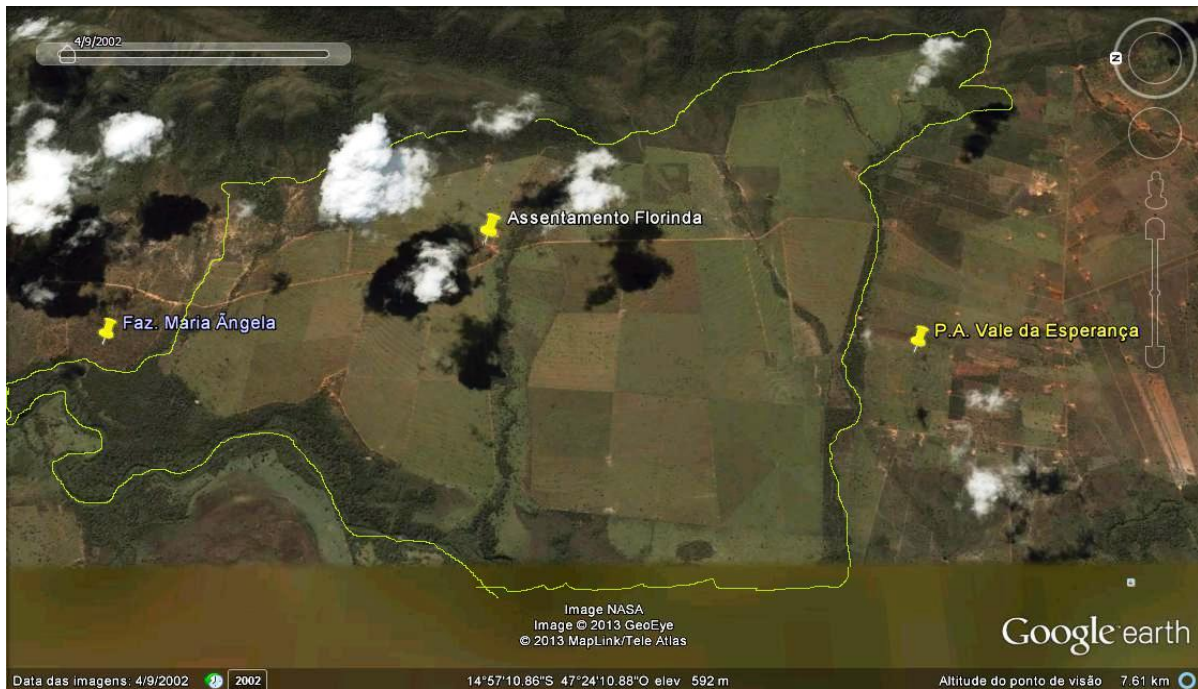 4/9/2002
N
Assentamento Florinda
Faz. Maria Ângela
P.A. Vale da Esperança
Image NASA
Image © 2013 GeoEye
© 2013 MapLink/Tele Atlas
Google earth
Data das imagens: 4/9/2002 2002 14°57'10.86"S 47°24'10.88"O elev 592 m Altitude do ponto de visão 7.61 km